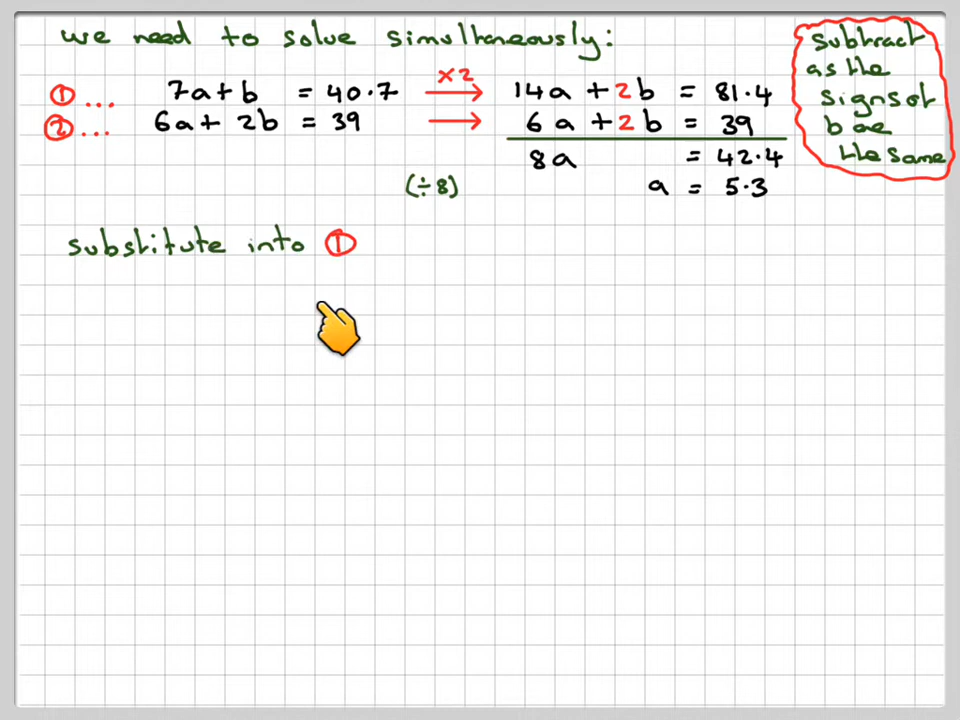 we need to solve simultaneously:
① ... 7a + b = 40.7 ×2 → 14a + 2b = 81.4
② ... 6a + 2b = 39 → 6a + 2b = 39
8a = 42.4
(÷8) a = 5.3
substitute into ①
Subtract
as the
signs of
b are
the same